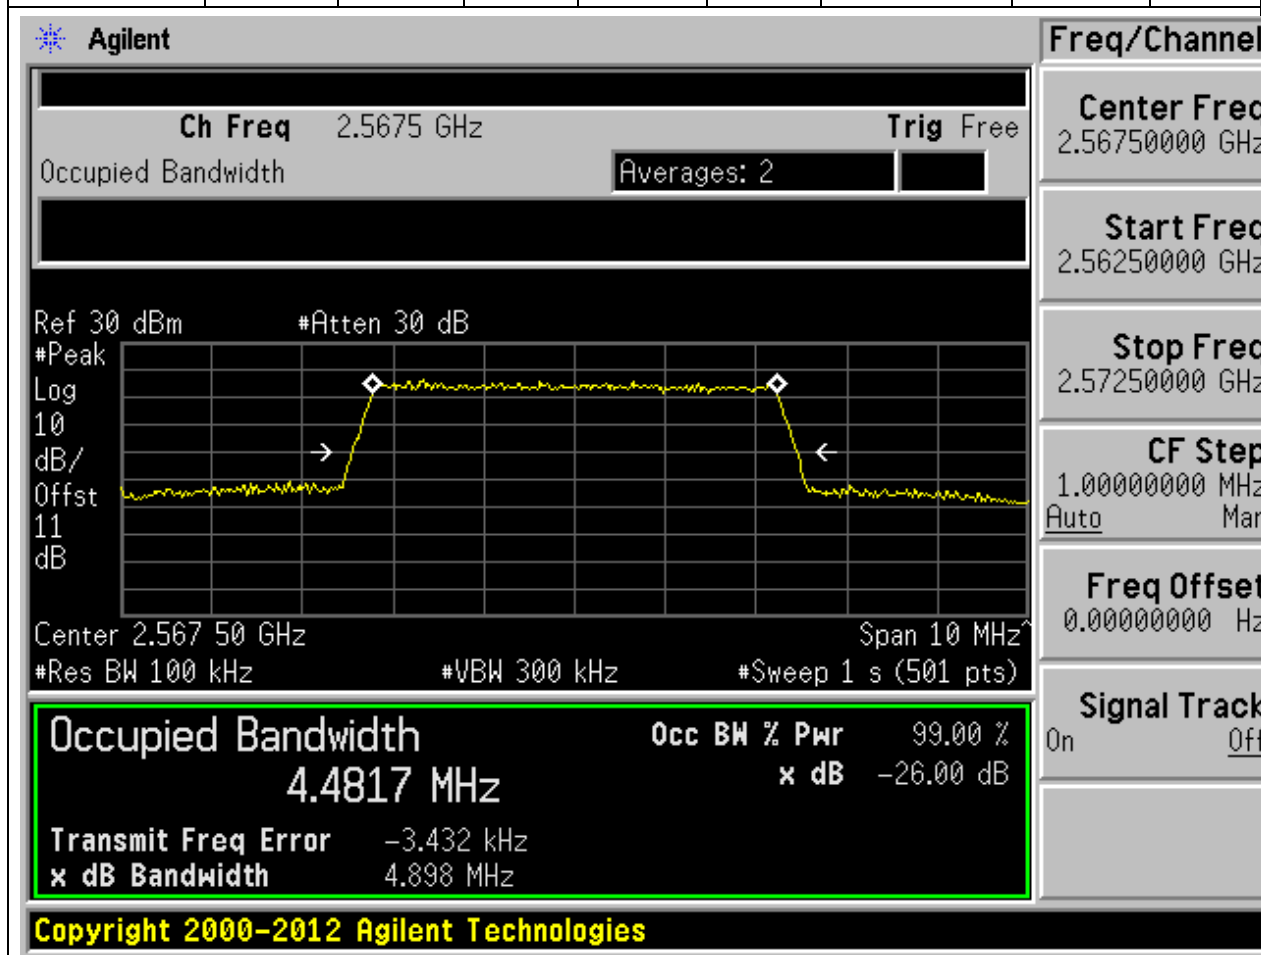 Agilent
Freq/Channel
Ch Freq 2.5675 GHz Trig Free
Occupied Bandwidth Averages: 2
Center Freq
2.56750000 GHz
Start Freq
2.56250000 GHz
Stop Freq
2.57250000 GHz
CF Step
1.00000000 MHz
Auto Man
Freq Offset
0.00000000 Hz
Signal Track
On Off
Ref 30 dBm #Atten 30 dB
#Peak
Log
10
dB/
Offst
11
dB
Center 2.567 50 GHz Span 10 MHz^
#Res BW 100 kHz #VBW 300 kHz #Sweep 1 s (501 pts)
Occupied Bandwidth Occ BW % Pwr 99.00 %
4.4817 MHz x dB -26.00 dB
Transmit Freq Error -3.432 kHz
x dB Bandwidth 4.898 MHz
Copyright 2000-2012 Agilent Technologies